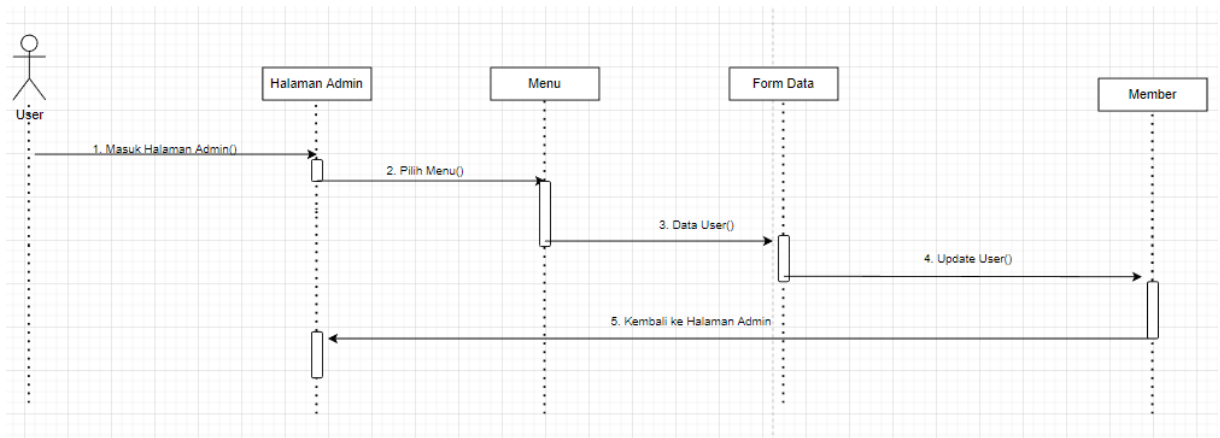 User
Halaman Admin
Menu
Form Data
Member
1. Masuk Halaman Admin()
2. Pilih Menu()
3. Data User()
4. Update User()
5. Kembali ke Halaman Admin